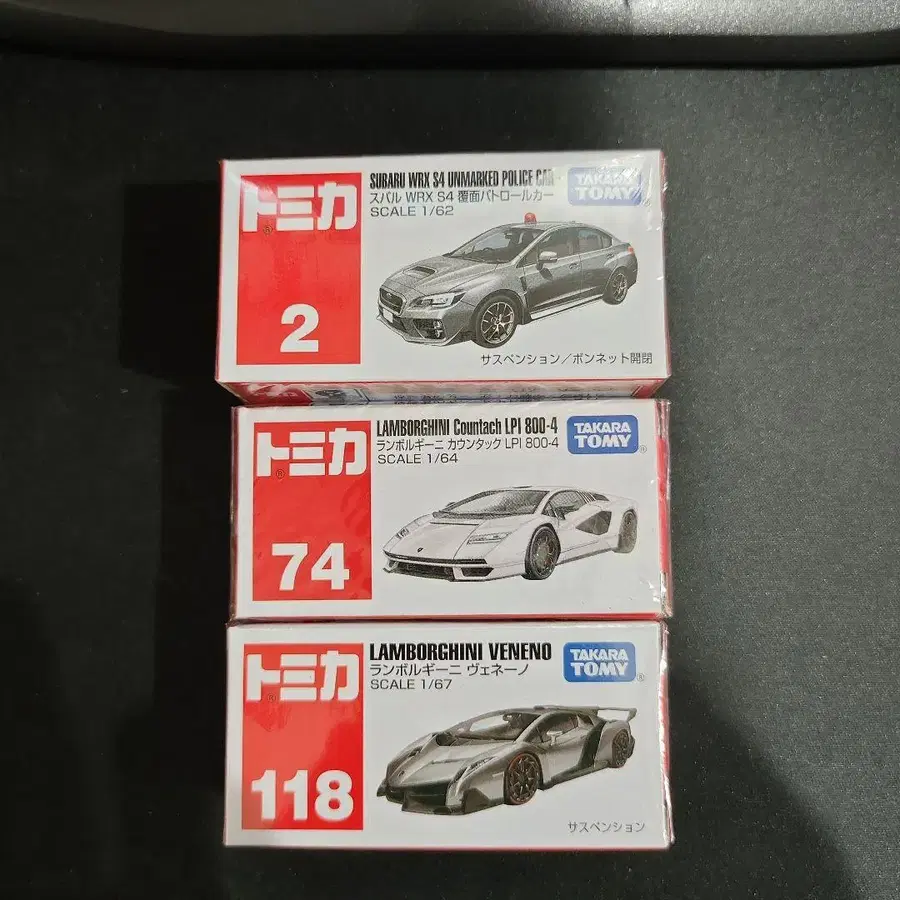 トミカ
®
2
SUBARU WRX S4 UNMARKED POLICE CAR
スバル WRX S4 覆面パトロールカー
SCALE 1/62
TAKARA
TOMY
®
サスペンション／ボンネット開閉
トミカ
®
74
LAMBORGHINI Countach LPI 800-4
ランボルギーニ カウンタック LPI 800-4
SCALE 1/64
TAKARA
TOMY
®
トミカ
®
118
LAMBORGHINI VENENO
ランボルギーニ ヴェネーノ
SCALE 1/67
TAKARA
TOMY
®
サスペンション